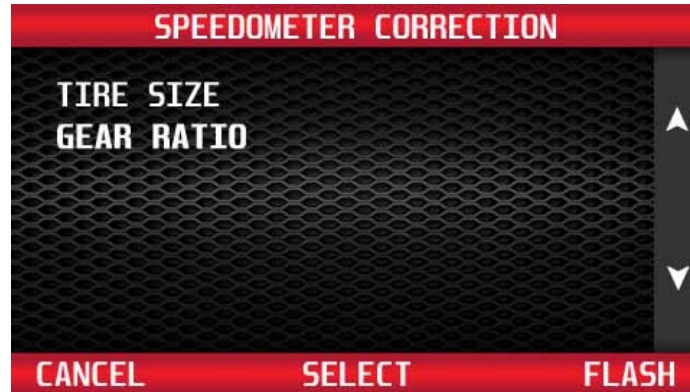 SPEEDOMETER CORRECTION
TIRE SIZE
GEAR RATIO
CANCEL SELECT FLASH